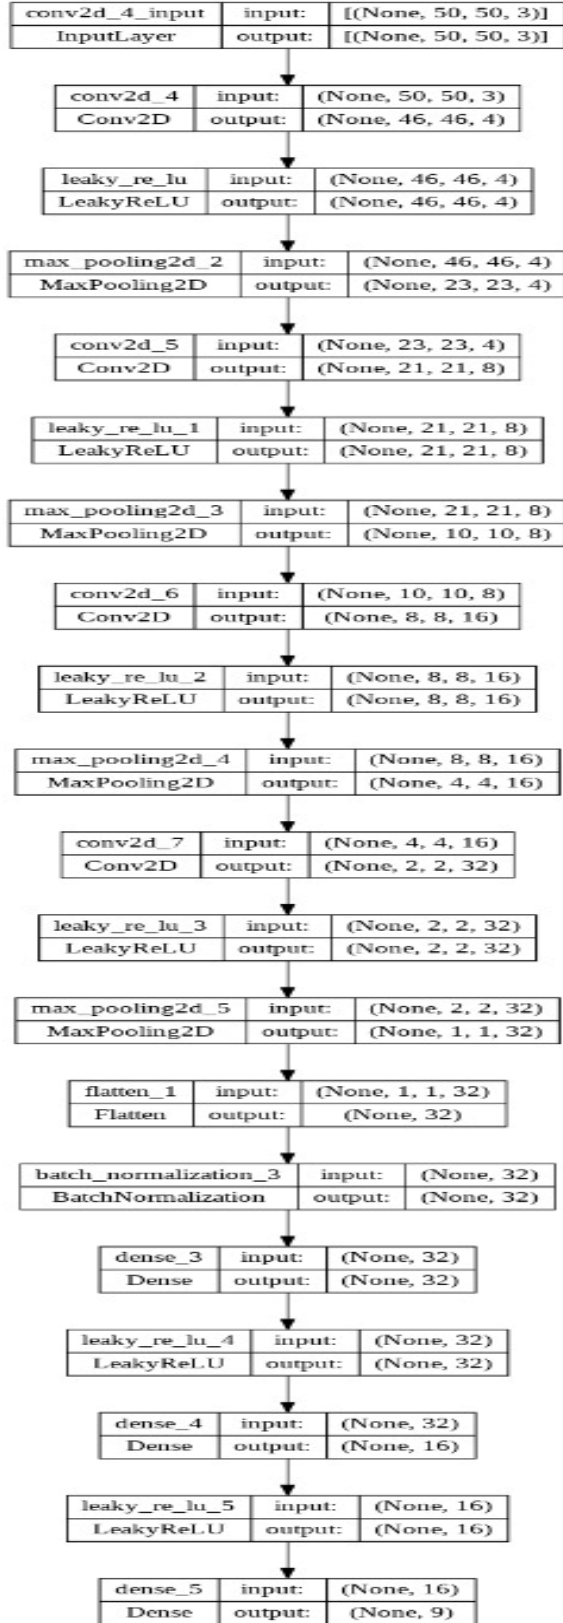 conv2d_4_input input: [(None, 50, 50, 3)]
InputLayer output: [(None, 50, 50, 3)]
conv2d_4 input: (None, 50, 50, 3)
Conv2D output: (None, 46, 46, 4)
leaky_re_lu input: (None, 46, 46, 4)
LeakyReLU output: (None, 46, 46, 4)
max_pooling2d_2 input: (None, 46, 46, 4)
MaxPooling2D output: (None, 23, 23, 4)
conv2d_5 input: (None, 23, 23, 4)
Conv2D output: (None, 21, 21, 8)
leaky_re_lu_1 input: (None, 21, 21, 8)
LeakyReLU output: (None, 21, 21, 8)
max_pooling2d_3 input: (None, 21, 21, 8)
MaxPooling2D output: (None, 10, 10, 8)
conv2d_6 input: (None, 10, 10, 8)
Conv2D output: (None, 8, 8, 16)
leaky_re_lu_2 input: (None, 8, 8, 16)
LeakyReLU output: (None, 8, 8, 16)
max_pooling2d_4 input: (None, 8, 8, 16)
MaxPooling2D output: (None, 4, 4, 16)
conv2d_7 input: (None, 4, 4, 16)
Conv2D output: (None, 2, 2, 32)
leaky_re_lu_3 input: (None, 2, 2, 32)
LeakyReLU output: (None, 2, 2, 32)
max_pooling2d_5 input: (None, 2, 2, 32)
MaxPooling2D output: (None, 1, 1, 32)
flatten_1 input: (None, 1, 1, 32)
Flatten output: (None, 32)
batch_normalization_3 input: (None, 32)
BatchNormalization output: (None, 32)
dense_3 input: (None, 32)
Dense output: (None, 32)
leaky_re_lu_4 input: (None, 32)
LeakyReLU output: (None, 32)
dense_4 input: (None, 32)
Dense output: (None, 16)
leaky_re_lu_5 input: (None, 16)
LeakyReLU output: (None, 16)
dense_5 input: (None, 16)
Dense output: (None, 9)